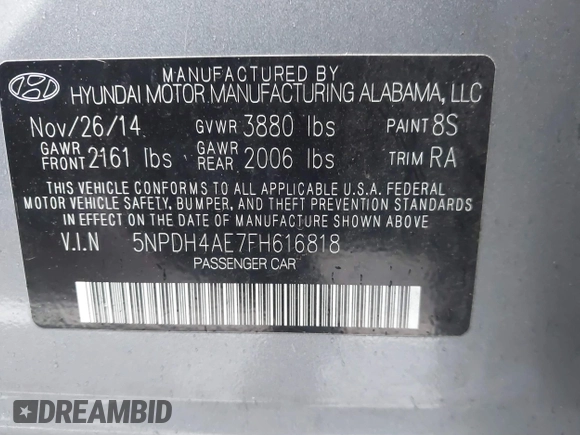 MANUFACTURED BY
HYUNDAI MOTOR MANUFACTURING ALABAMA, LLC
Nov/26/14 GVWR 3880 lbs PAINT 8S
GAWR FRONT 2161 lbs GAWR REAR 2006 lbs TRIM RA
THIS VEHICLE CONFORMS TO ALL APPLICABLE U.S.A. FEDERAL
MOTOR VEHICLE SAFETY, BUMPER, AND THEFT PREVENTION STANDARDS
IN EFFECT ON THE DATE OF MANUFACTURE SHOWN ABOVE.
V.I.N 5NPDH4AE7FH616818
PASSENGER CAR
DREAMBID